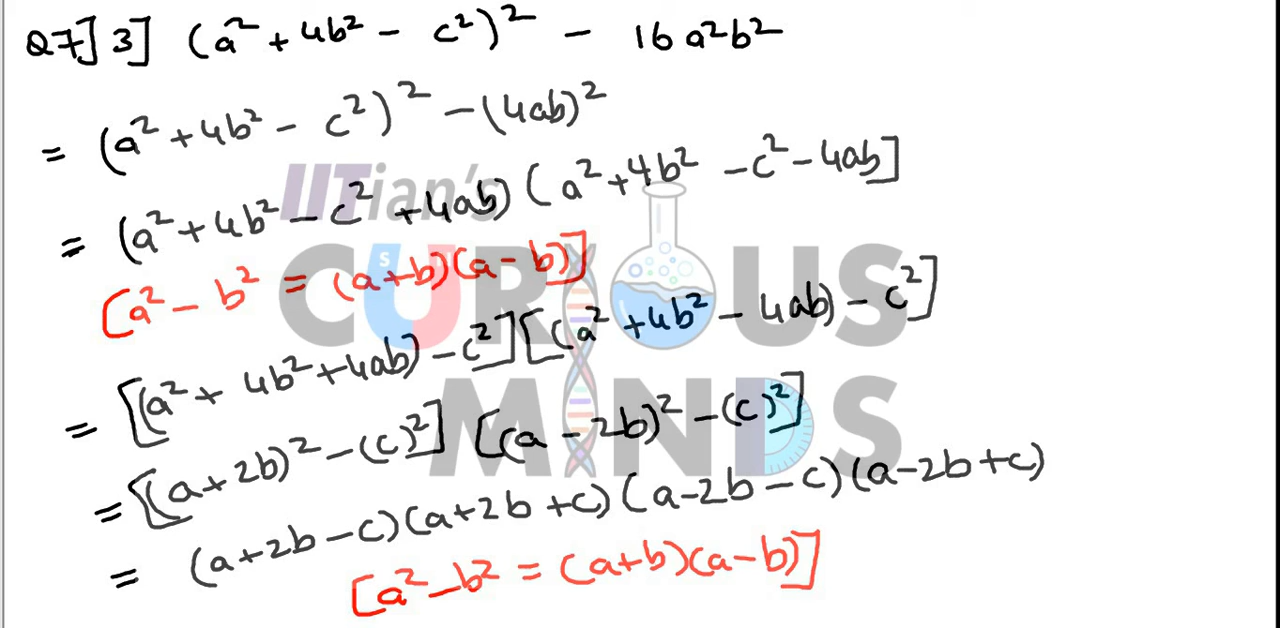 Q7] 3] (a² + 4b² - c²)² - 16 a²b²
= (a² + 4b² - c²)² - (4ab)²
= (a² + 4b² - c² + 4ab) (a² + 4b² - c² - 4ab]
[a² - b² = (a+b)(a-b)]
= [(a² + 4b² + 4ab) - c²] [(a² + 4b² - 4ab) - c²]
= [(a + 2b)² - (c)²] [(a - 2b)² - (c)²]
= (a + 2b - c) (a + 2b + c) (a - 2b - c) (a - 2b + c)
[a² - b² = (a+b)(a-b)]
IITian's
CURIOUS
MINDS